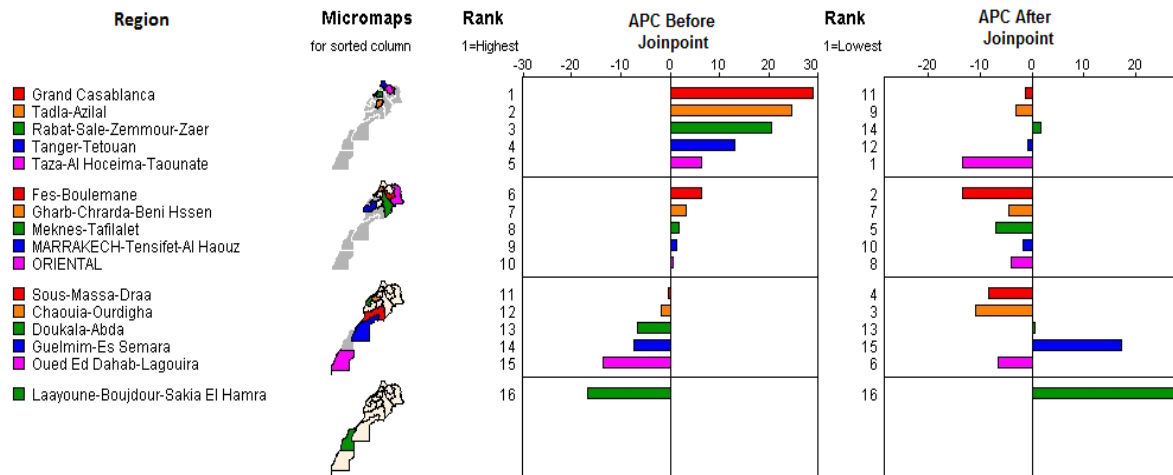 Region Micromaps Rank APC Before Rank APC After
for sorted column 1=Highest Joinpoint 1=Lowest Joinpoint
-30 -20 -10 0 10 20 30 -20 -10 0 10 20
Grand Casablanca 1 11
Tadla-Azilal 2 9
Rabat-Sale-Zemmour-Zaer 3 14
Tanger-Tetouan 4 12
Taza-Al Hoceima-Taounate 5 1
Fes-Boulemane 6 2
Gharb-Chrarda-Beni Hssen 7 7
Meknes-Tafilalet 8 5
MARRAKECH-Tensifet-Al Haouz 9 10
ORIENTAL 10 8
Sous-Massa-Draa 11 4
Chaouia-Ourdigha 12 3
Doukala-Abda 13 13
Guelmim-Es Semara 14 15
Oued Ed Dahab-Lagouira 15 6
Laayoune-Boujdour-Sakia El Hamra 16 16